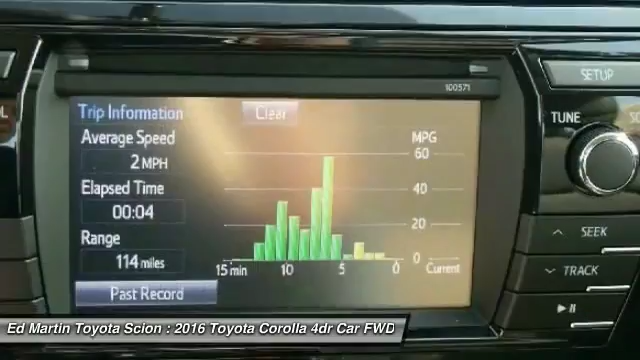 SETUP
100571
Trip Information
Clear
TUNE
Average Speed
MPG
2 MPH
60
Elapsed Time
40
00:04
20
SEEK
Range
114 miles
0
15 min 10 5 0 Current
TRACK
Past Record
Ed Martin Toyota Scion : 2016 Toyota Corolla 4dr Car FWD